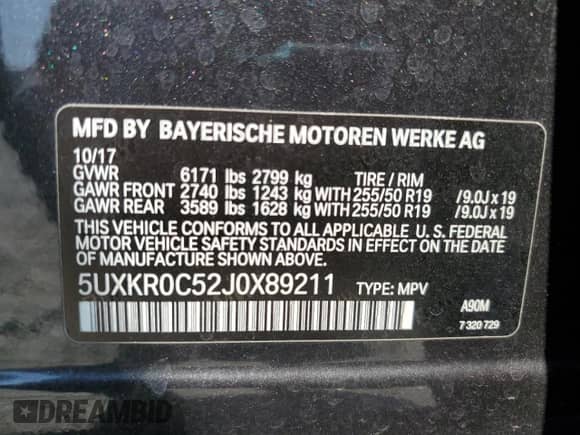 MFD BY BAYERISCHE MOTOREN WERKE AG
10/17
GVWR 6171 lbs 2799 kg TIRE / RIM
GAWR FRONT 2740 lbs 1243 kg WITH 255/50 R19 /9.0J x 19
GAWR REAR 3589 lbs 1628 kg WITH 255/50 R19 /9.0J x 19
THIS VEHICLE CONFORMS TO ALL APPLICABLE U. S. FEDERAL
MOTOR VEHICLE SAFETY STANDARDS IN EFFECT ON THE DATE
OF MANUFACTURE SHOWN ABOVE.
5UXKR0C52J0X89211 TYPE: MPV
A90M
7 320 729
DREAMBID